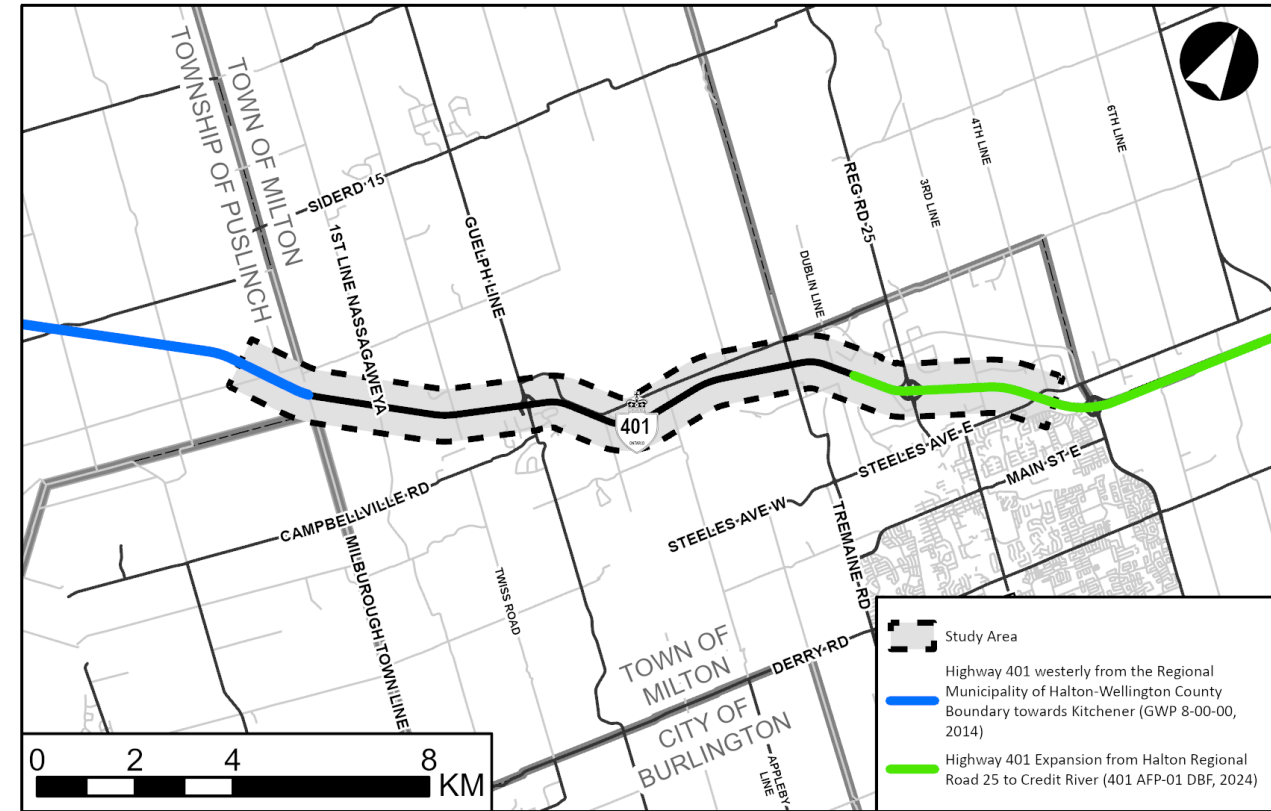 TOWN OF MILTON
TOWNSHIP OF PUSLINCH
SIDERD 15
1ST LINE NASSAGAWEYA
GUELPH LINE
REG RD 25
3RD LINE
4TH LINE
6TH LINE
DUBLIN LINE
401
ONTARIO
STEELES AVE E
MAIN ST E
CAMPBELLVILLE RD
STEELES AVE W
TREMAINE RD
MILBOROUGH TOWN LINE
TWISS ROAD
TOWN OF
MILTON
DERRY RD
CITY OF
BURLINGTON
APPLEBY
LINE
0 2 4 8
KM
Study Area
Highway 401 westerly from the Regional
Municipality of Halton-Wellington County
Boundary towards Kitchener (GWP 8-00-00,
2014)
Highway 401 Expansion from Halton Regional
Road 25 to Credit River (401 AFP-01 DBF, 2024)